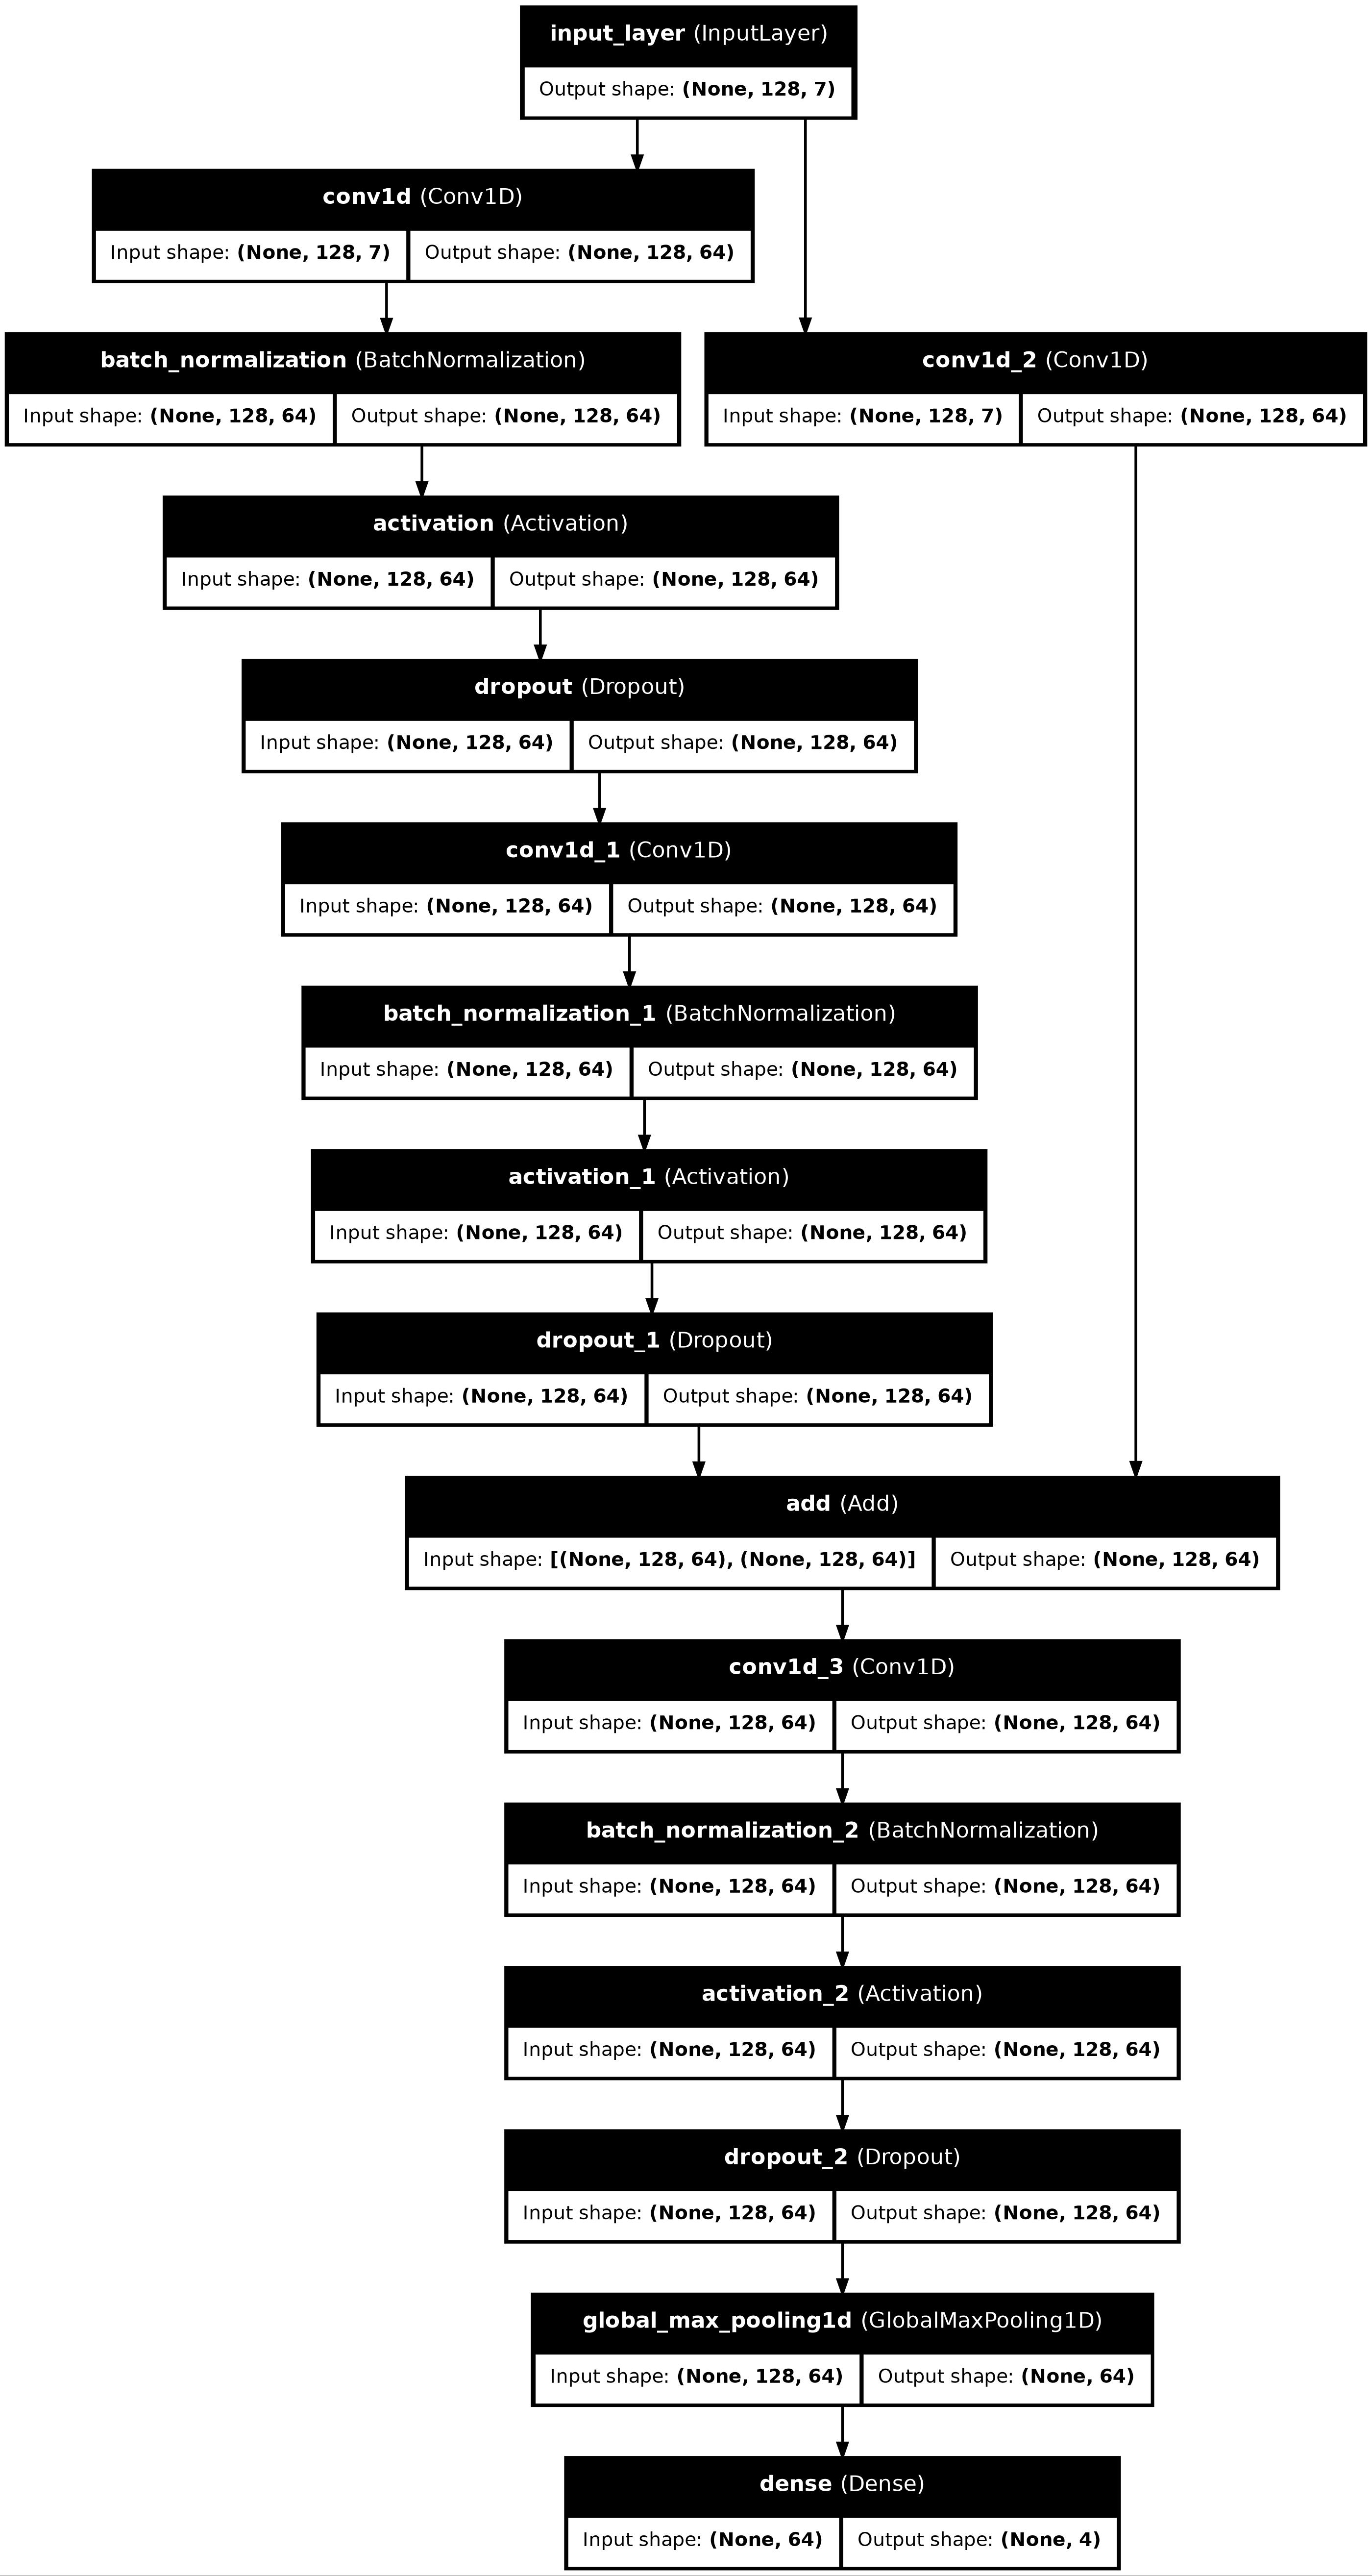 input_layer (InputLayer)
Output shape: (None, 128, 7)
conv1d (Conv1D)
Input shape: (None, 128, 7) Output shape: (None, 128, 64)
batch_normalization (BatchNormalization)
Input shape: (None, 128, 64) Output shape: (None, 128, 64)
conv1d_2 (Conv1D)
Input shape: (None, 128, 7) Output shape: (None, 128, 64)
activation (Activation)
Input shape: (None, 128, 64) Output shape: (None, 128, 64)
dropout (Dropout)
Input shape: (None, 128, 64) Output shape: (None, 128, 64)
conv1d_1 (Conv1D)
Input shape: (None, 128, 64) Output shape: (None, 128, 64)
batch_normalization_1 (BatchNormalization)
Input shape: (None, 128, 64) Output shape: (None, 128, 64)
activation_1 (Activation)
Input shape: (None, 128, 64) Output shape: (None, 128, 64)
dropout_1 (Dropout)
Input shape: (None, 128, 64) Output shape: (None, 128, 64)
add (Add)
Input shape: [(None, 128, 64), (None, 128, 64)] Output shape: (None, 128, 64)
conv1d_3 (Conv1D)
Input shape: (None, 128, 64) Output shape: (None, 128, 64)
batch_normalization_2 (BatchNormalization)
Input shape: (None, 128, 64) Output shape: (None, 128, 64)
activation_2 (Activation)
Input shape: (None, 128, 64) Output shape: (None, 128, 64)
dropout_2 (Dropout)
Input shape: (None, 128, 64) Output shape: (None, 128, 64)
global_max_pooling1d (GlobalMaxPooling1D)
Input shape: (None, 128, 64) Output shape: (None, 64)
dense (Dense)
Input shape: (None, 64) Output shape: (None, 4)